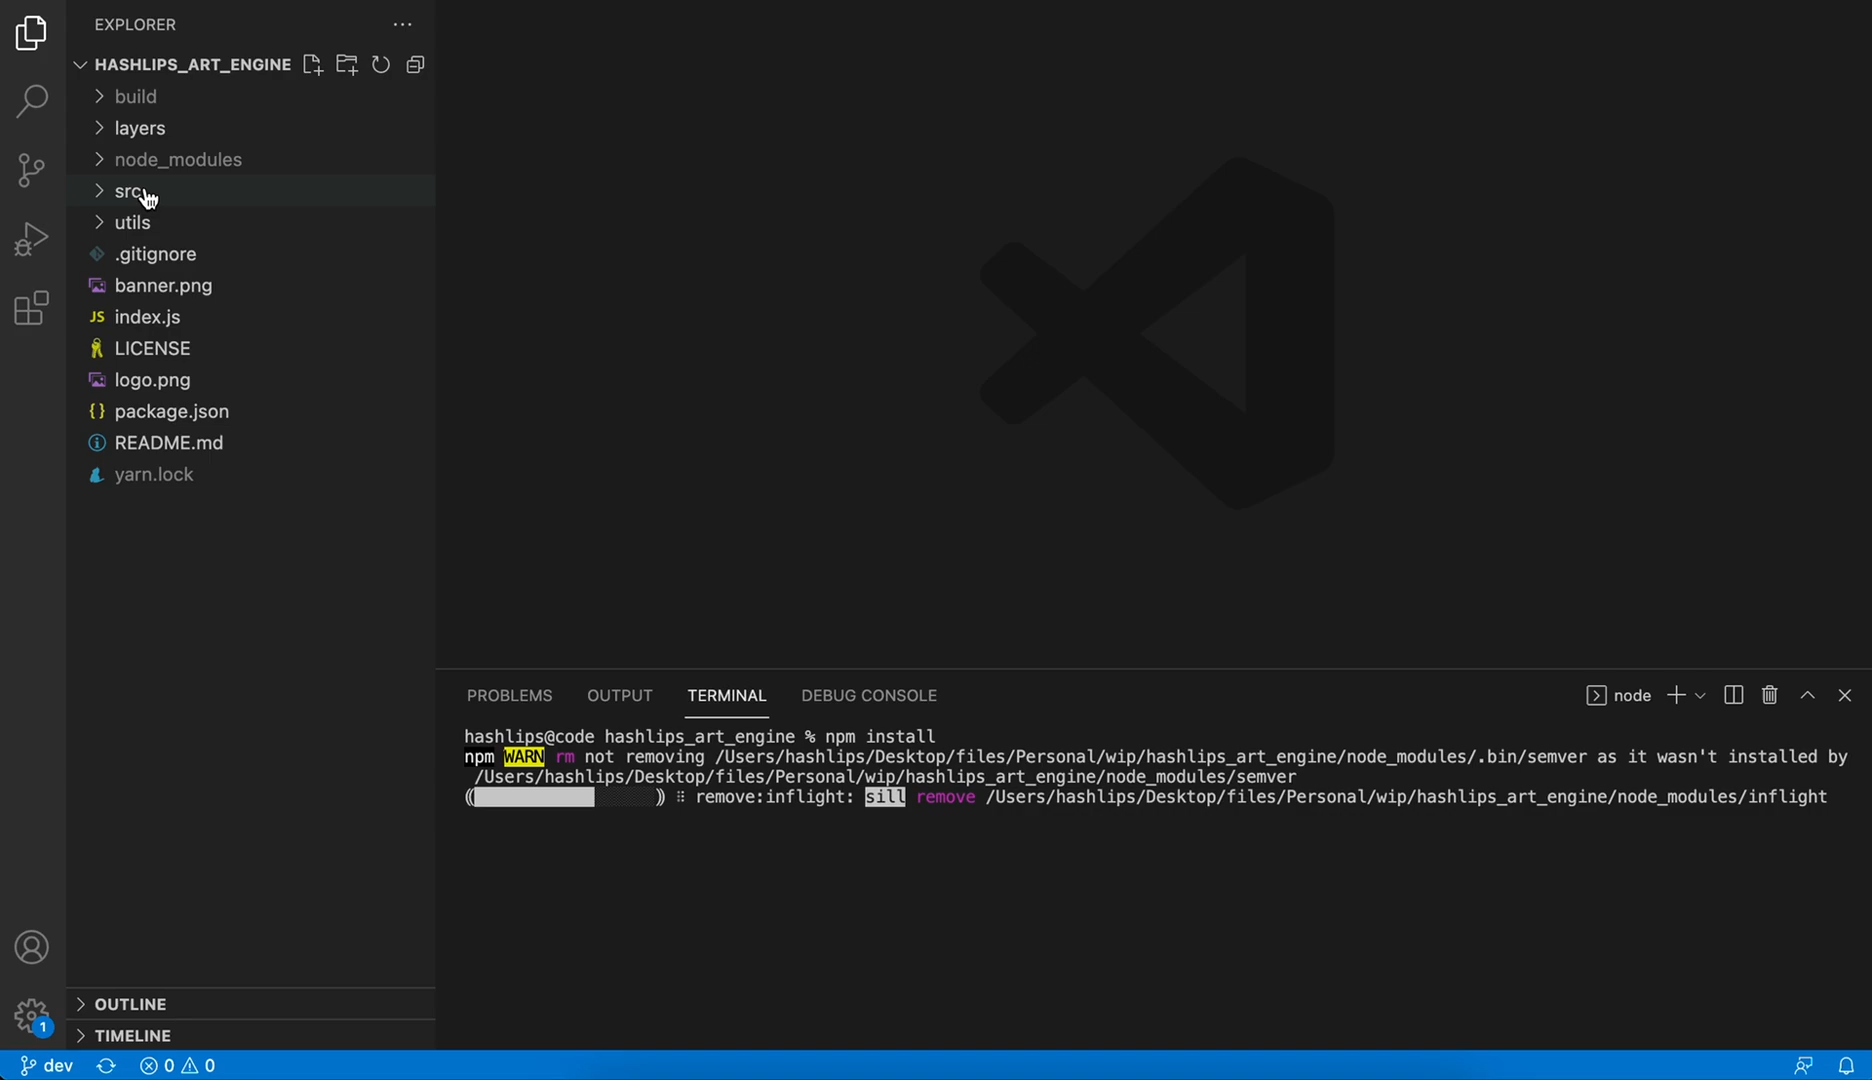 EXPLORER
HASHLIPS_ART_ENGINE
build
layers
node_modules
src
utils
.gitignore
banner.png
JS index.js
LICENSE
logo.png
{} package.json
README.md
yarn.lock
OUTLINE
TIMELINE
1
PROBLEMS OUTPUT TERMINAL DEBUG CONSOLE node
hashlips@code hashlips_art_engine % npm install
npm WARN rm not removing /Users/hashlips/Desktop/files/Personal/wip/hashlips_art_engine/node_modules/.bin/semver as it wasn't installed by
/Users/hashlips/Desktop/files/Personal/wip/hashlips_art_engine/node_modules/semver
remove:inflight: sill remove /Users/hashlips/Desktop/files/Personal/wip/hashlips_art_engine/node_modules/inflight
dev 0 0